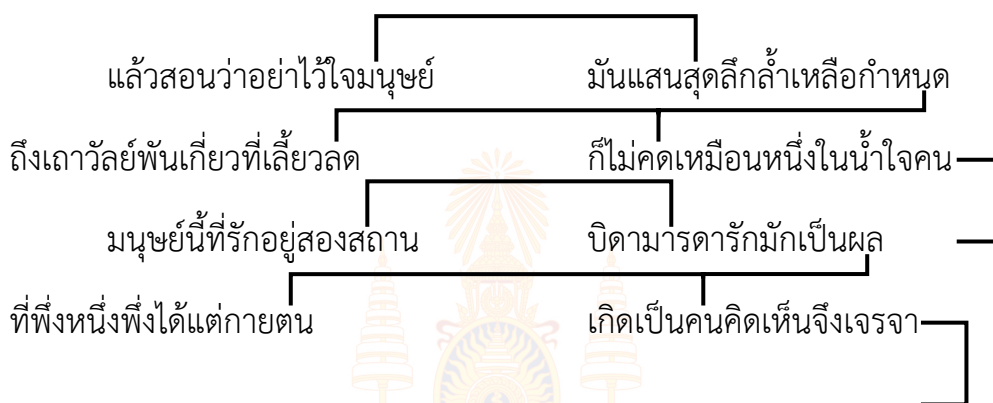 แล้วสอนว่าอย่าไว้ใจมนุษย์ มันแสนสุดลึกล้ำเหลือกำหนด
ถึงเถาวัลย์พันเกี่ยวที่เลี้ยวลด ก็ไม่คดเหมือนหนึ่งในน้ำใจคน
มนุษย์นี้ที่รักอยู่สองสถาน บิดามารดารักมักเป็นผล
ที่พึ่งหนึ่งพึ่งได้แต่กายตน เกิดเป็นคนคิดเห็นจึงเจรจา